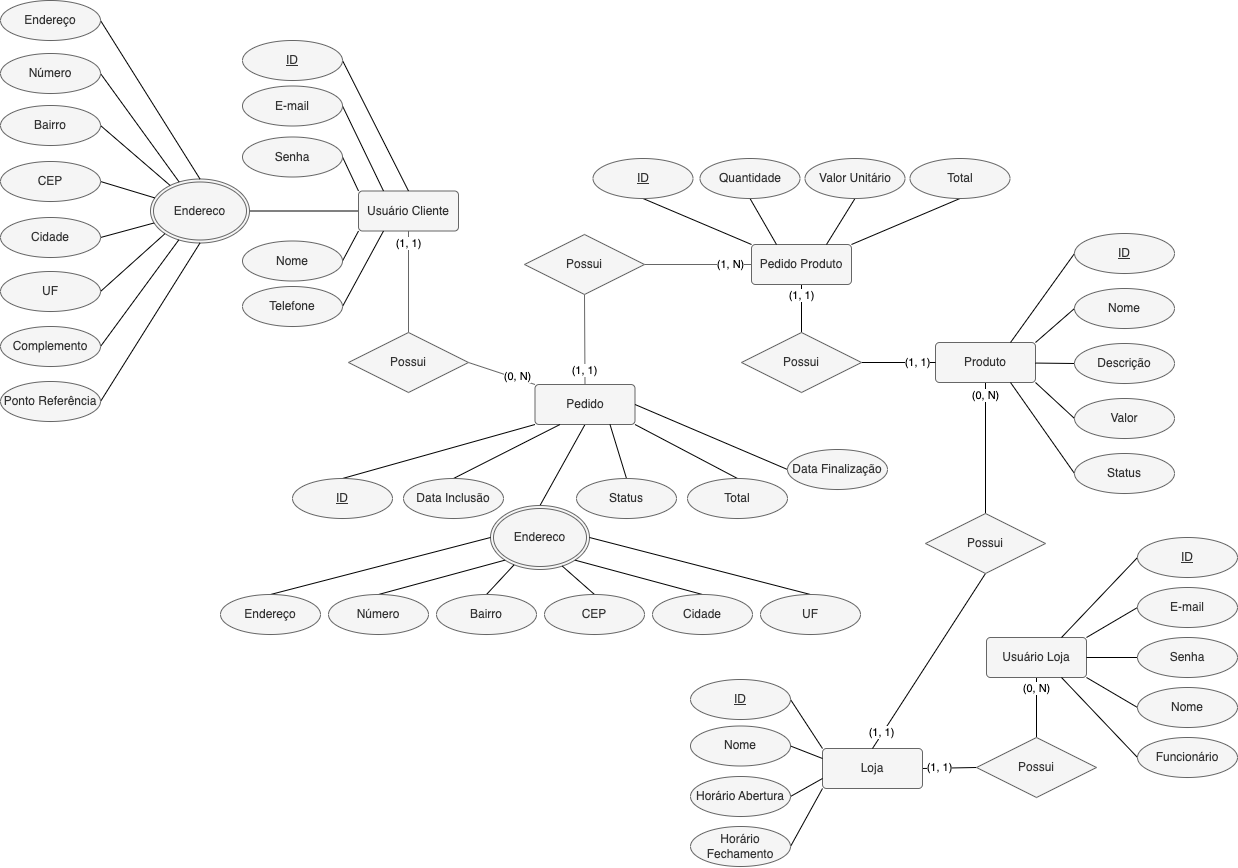 Endereço
Número
Bairro
CEP
Cidade
UF
Complemento
Ponto Referência
Endereco
ID
E-mail
Senha
Nome
Telefone
Usuário Cliente
(1, 1)
Possui
(0, N)
Possui
(1, N)
(1, 1)
ID
Quantidade
Valor Unitário
Total
Pedido Produto
(1, 1)
Possui
(1, 1)
Produto
(0, N)
ID
Nome
Descrição
Valor
Status
Pedido
ID
Data Inclusão
Status
Total
Data Finalização
Endereco
Endereço
Número
Bairro
CEP
Cidade
UF
Possui
(1, 1)
Usuário Loja
(0, N)
ID
E-mail
Senha
Nome
Funcionário
Possui
(1, 1)
Loja
ID
Nome
Horário Abertura
Horário
Fechamento